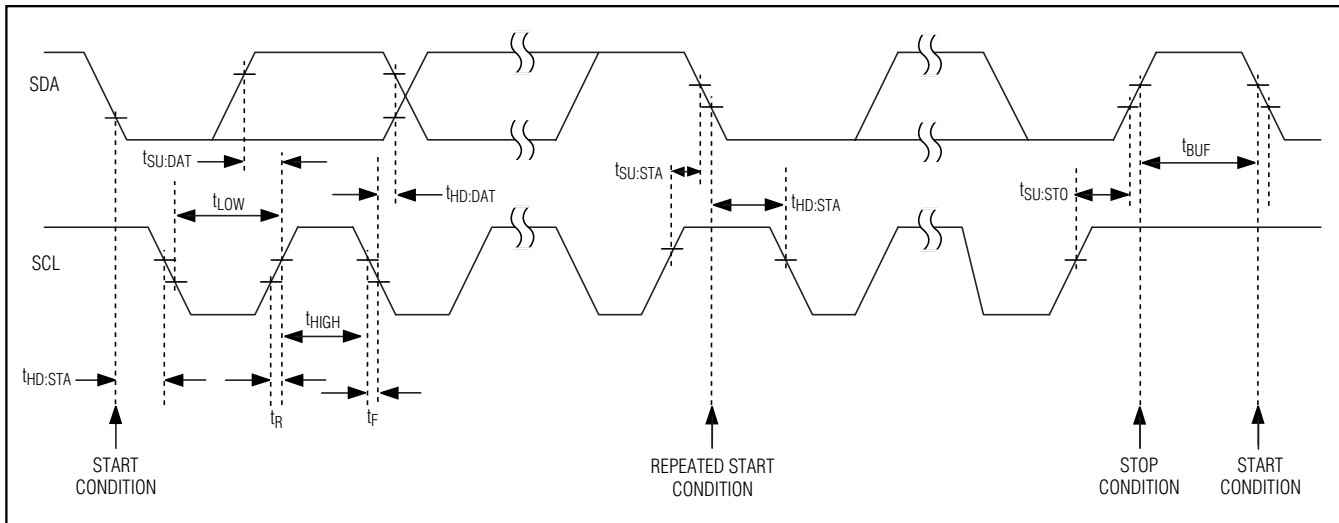 SDA
tSU:DAT
tLOW
tHD:DAT
tSU:STA
tHD:STA
tSU:STO
tBUF
SCL
tHIGH
tHD:STA
tR
tF
START
CONDITION
REPEATED START
CONDITION
STOP
CONDITION
START
CONDITION